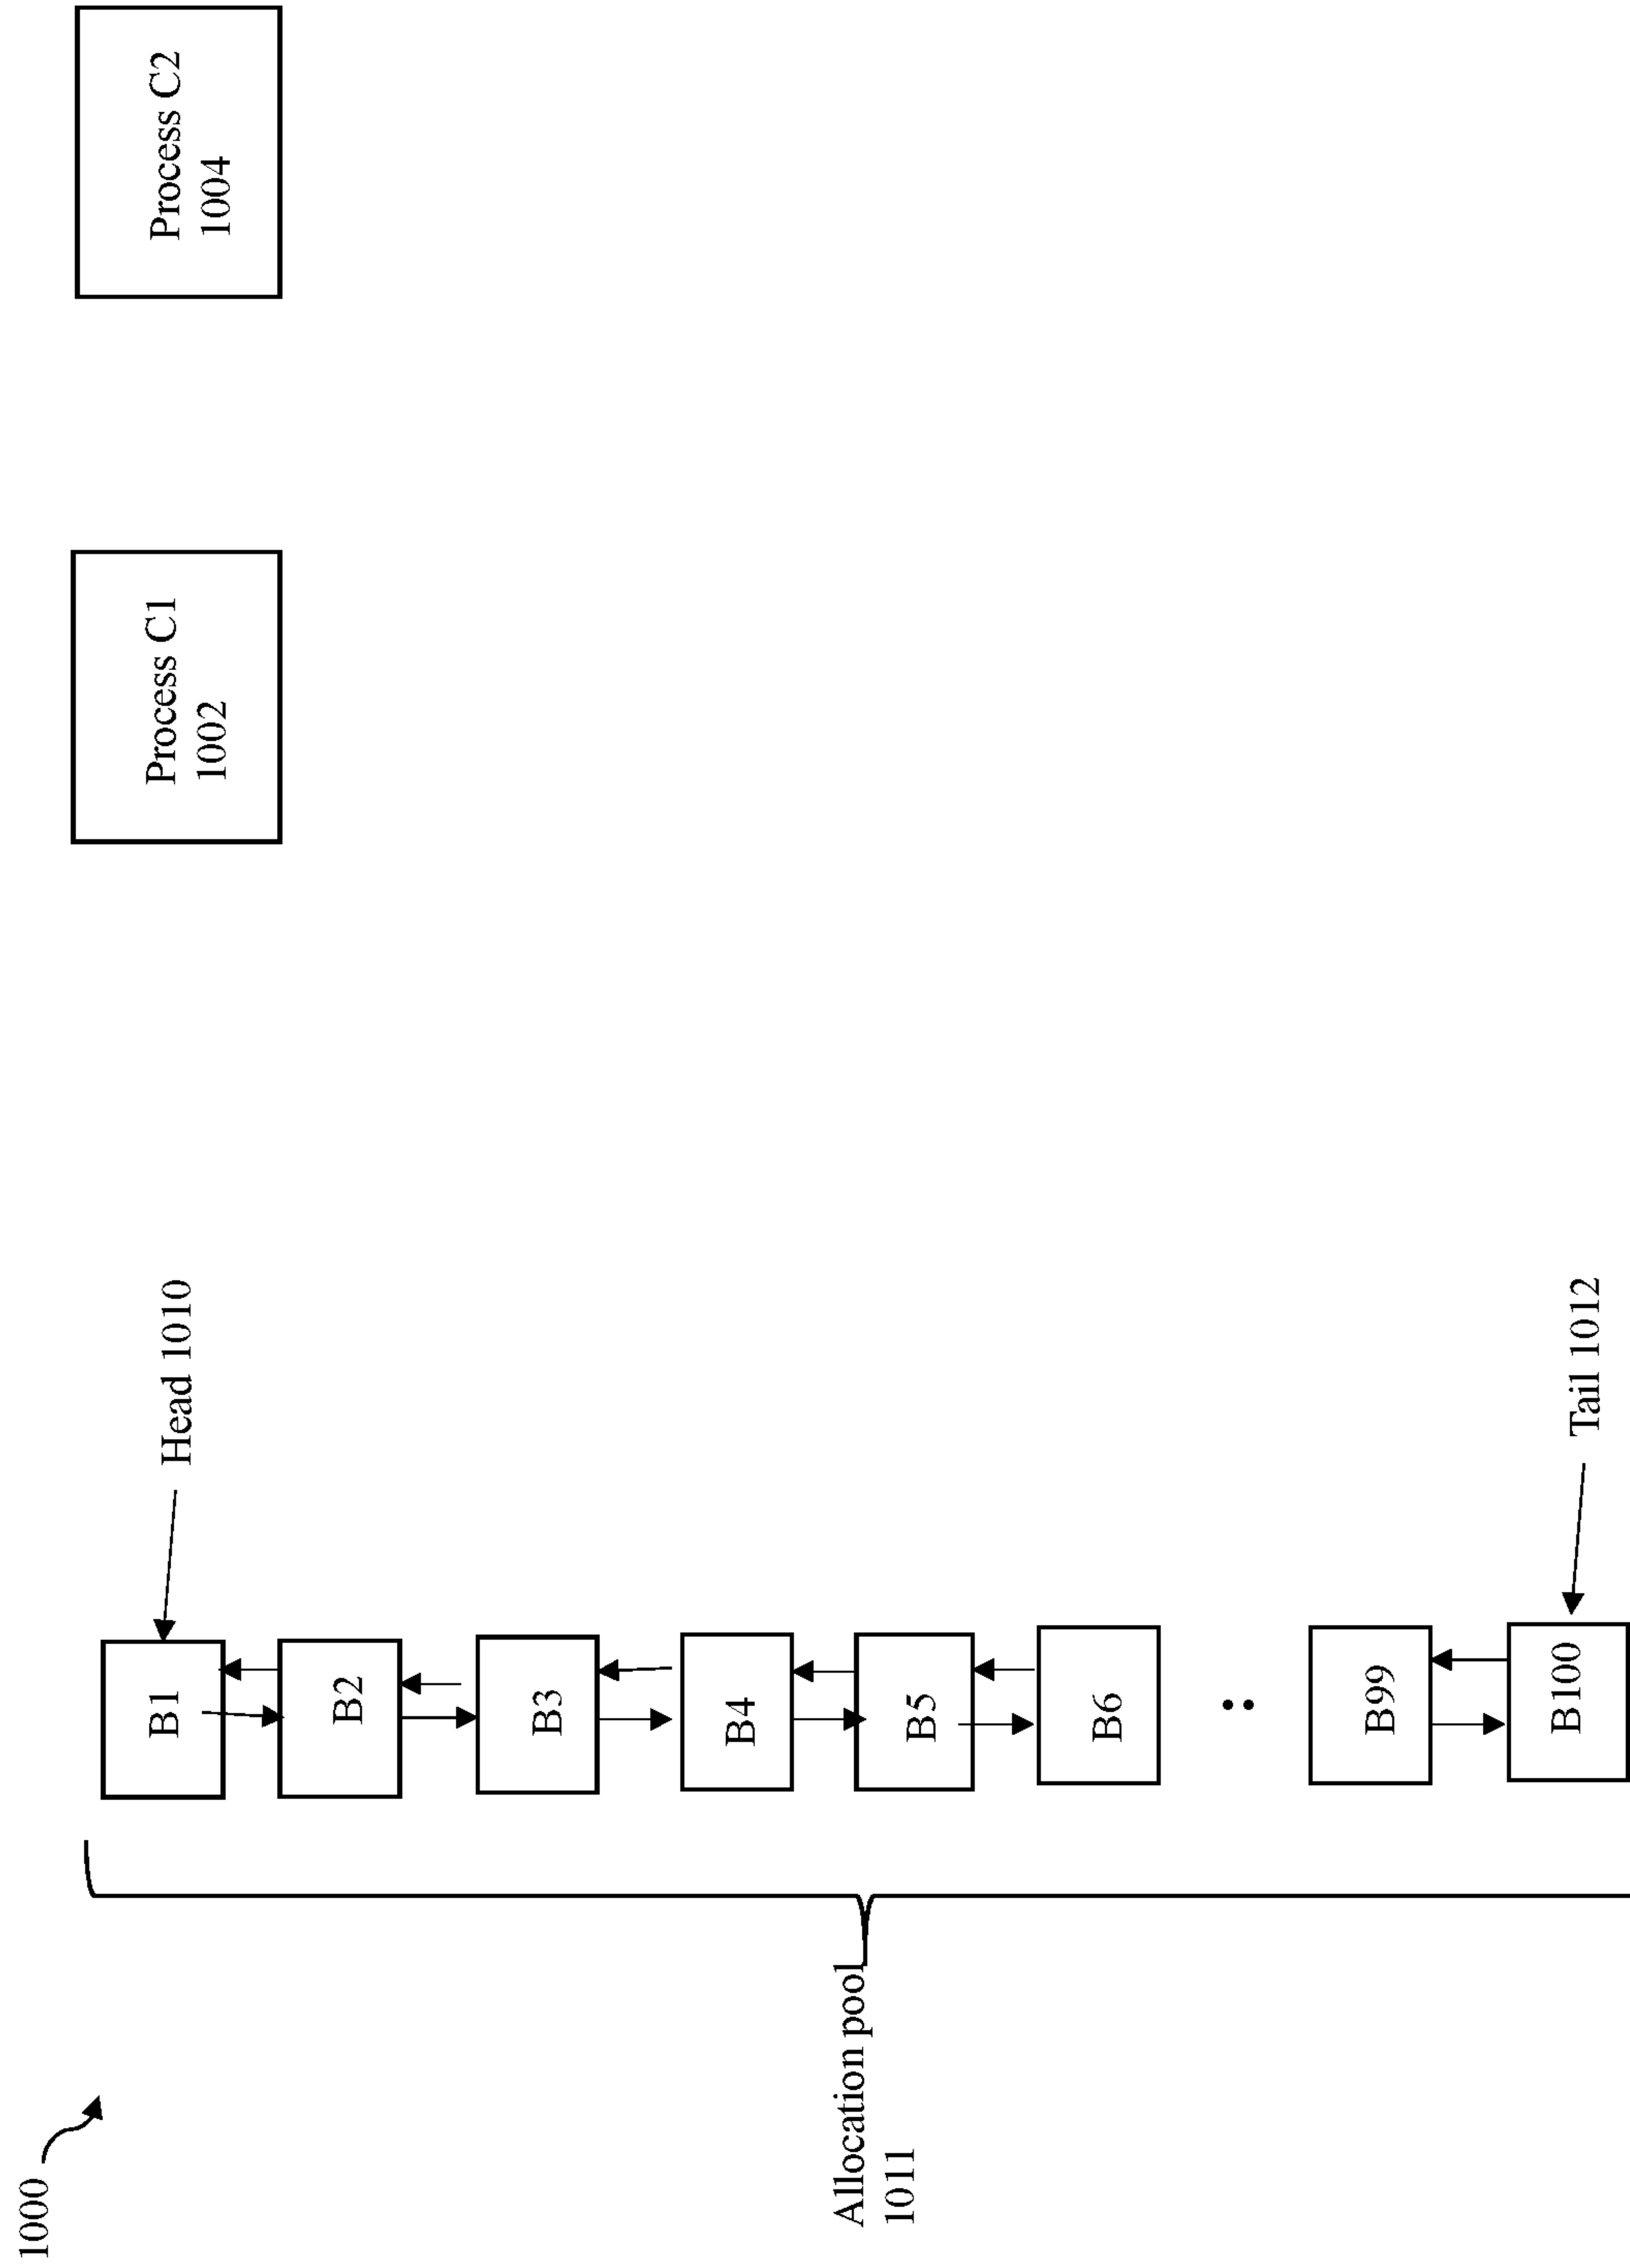 1000
B1
Head 1010
Process C1
1002
Process C2
1004
B2
B3
B4
Allocation pool
1011
B5
B6
B99
B100
Tail 1012